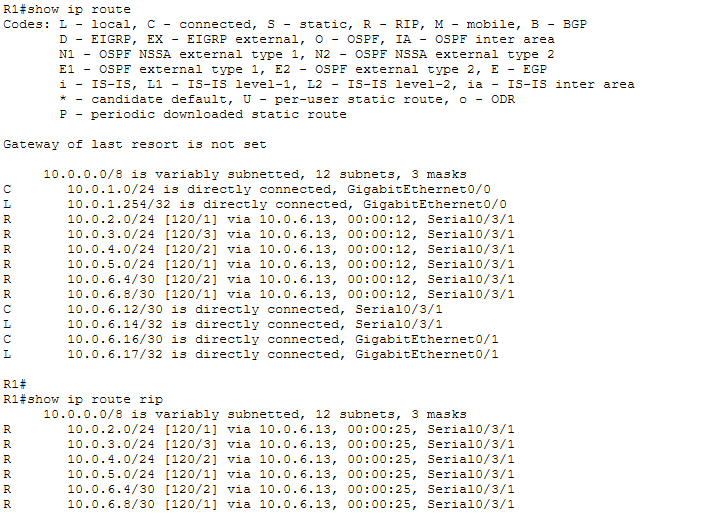 R1#show ip route
Codes: L - local, C - connected, S - static, R - RIP, M - mobile, B - BGP
       D - EIGRP, EX - EIGRP external, O - OSPF, IA - OSPF inter area
       N1 - OSPF NSSA external type 1, N2 - OSPF NSSA external type 2
       E1 - OSPF external type 1, E2 - OSPF external type 2, E - EGP
       i - IS-IS, L1 - IS-IS level-1, L2 - IS-IS level-2, ia - IS-IS inter area
       * - candidate default, U - per-user static route, o - ODR
       P - periodic downloaded static route
Gateway of last resort is not set
     10.0.0.0/8 is variably subnetted, 12 subnets, 3 masks
C       10.0.1.0/24 is directly connected, GigabitEthernet0/0
L       10.0.1.254/32 is directly connected, GigabitEthernet0/0
R       10.0.2.0/24 [120/1] via 10.0.6.13, 00:00:12, Serial0/3/1
R       10.0.3.0/24 [120/3] via 10.0.6.13, 00:00:12, Serial0/3/1
R       10.0.4.0/24 [120/2] via 10.0.6.13, 00:00:12, Serial0/3/1
R       10.0.5.0/24 [120/1] via 10.0.6.13, 00:00:12, Serial0/3/1
R       10.0.6.4/30 [120/2] via 10.0.6.13, 00:00:12, Serial0/3/1
R       10.0.6.8/30 [120/1] via 10.0.6.13, 00:00:12, Serial0/3/1
C       10.0.6.12/30 is directly connected, Serial0/3/1
L       10.0.6.14/32 is directly connected, Serial0/3/1
C       10.0.6.16/30 is directly connected, GigabitEthernet0/1
L       10.0.6.17/32 is directly connected, GigabitEthernet0/1
R1#
R1#show ip route rip
     10.0.0.0/8 is variably subnetted, 12 subnets, 3 masks
R       10.0.2.0/24 [120/1] via 10.0.6.13, 00:00:25, Serial0/3/1
R       10.0.3.0/24 [120/3] via 10.0.6.13, 00:00:25, Serial0/3/1
R       10.0.4.0/24 [120/2] via 10.0.6.13, 00:00:25, Serial0/3/1
R       10.0.5.0/24 [120/1] via 10.0.6.13, 00:00:25, Serial0/3/1
R       10.0.6.4/30 [120/2] via 10.0.6.13, 00:00:25, Serial0/3/1
R       10.0.6.8/30 [120/1] via 10.0.6.13, 00:00:25, Serial0/3/1